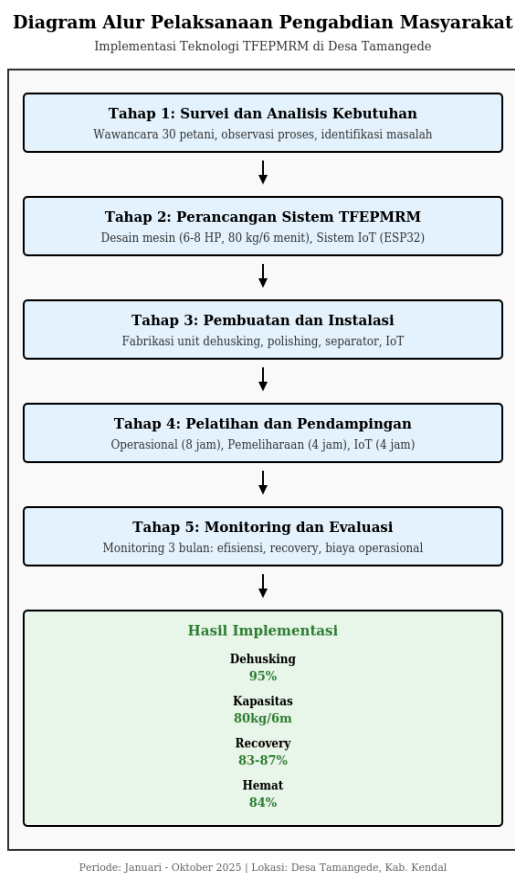 Diagram Alur Pelaksanaan Pengabdian Masyarakat
Implementasi Teknologi TFEPMRM di Desa Tamangede
Tahap 1: Survei dan Analisis Kebutuhan
Wawancara 30 petani, observasi proses, identifikasi masalah
Tahap 2: Perancangan Sistem TFEPMRM
Desain mesin (6-8 HP, 80 kg/6 menit), Sistem IoT (ESP32)
Tahap 3: Pembuatan dan Instalasi
Fabrikasi unit dehusking, polishing, separator, IoT
Tahap 4: Pelatihan dan Pendampingan
Operasional (8 jam), Pemeliharaan (4 jam), IoT (4 jam)
Tahap 5: Monitoring dan Evaluasi
Monitoring 3 bulan: efisiensi, recovery, biaya operasional
Hasil Implementasi
Dehusking
95%
Kapasitas
80kg/6m
Recovery
83-87%
Hemat
84%
Periode: Januari - Oktober 2025 | Lokasi: Desa Tamangede, Kab. Kendal